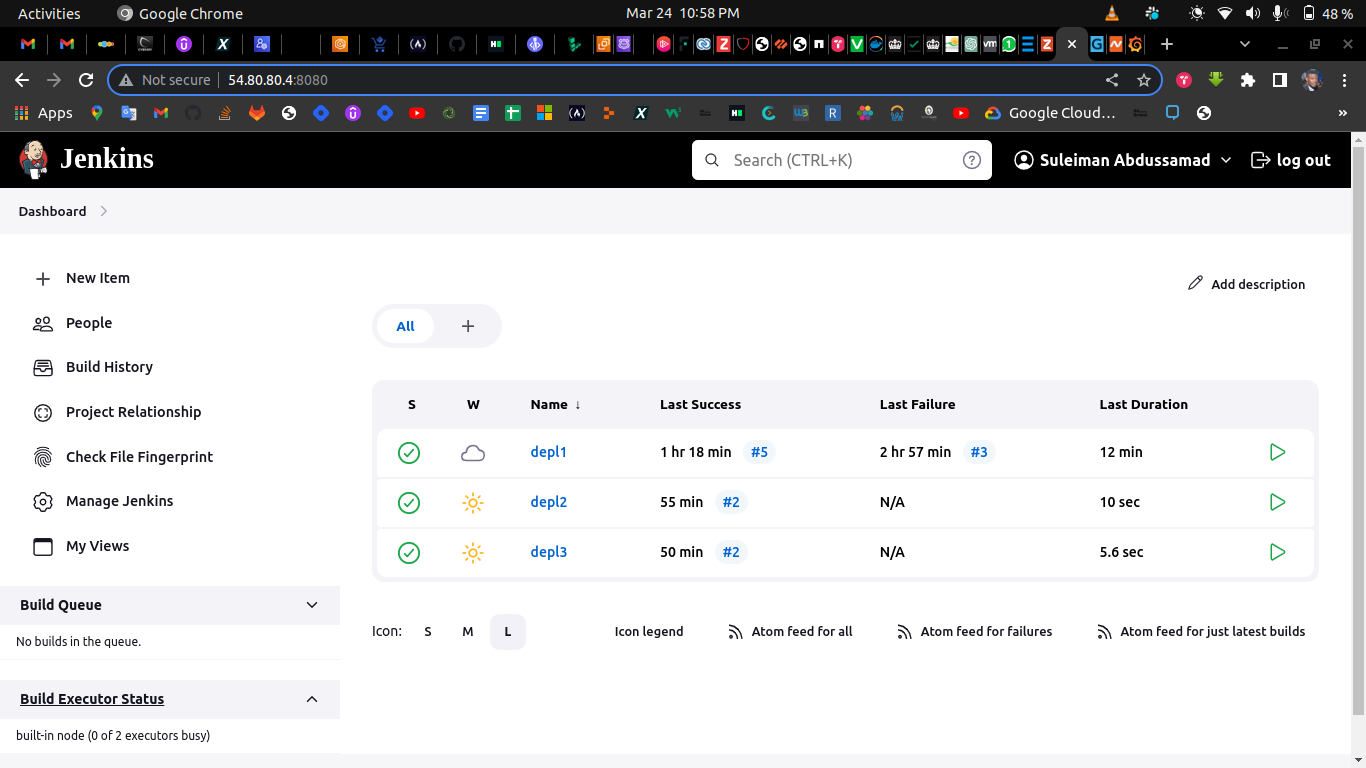 Activities Google Chrome Mar 24 10:58 PM 48 %
Not secure 54.80.80.4:8080
Apps Google Cloud… »
Jenkins Search (CTRL+K) Suleiman Abdussamad log out
Dashboard
New Item
Add description
People
All +
Build History
S W Name ↓ Last Success Last Failure Last Duration
Project Relationship
depl1 1 hr 18 min #5 2 hr 57 min #3 12 min
Check File Fingerprint
Manage Jenkins
depl2 55 min #2 N/A 10 sec
My Views
depl3 50 min #2 N/A 5.6 sec
Build Queue
Icon: S M L Icon legend Atom feed for all Atom feed for failures Atom feed for just latest builds
No builds in the queue.
Build Executor Status
built-in node (0 of 2 executors busy)